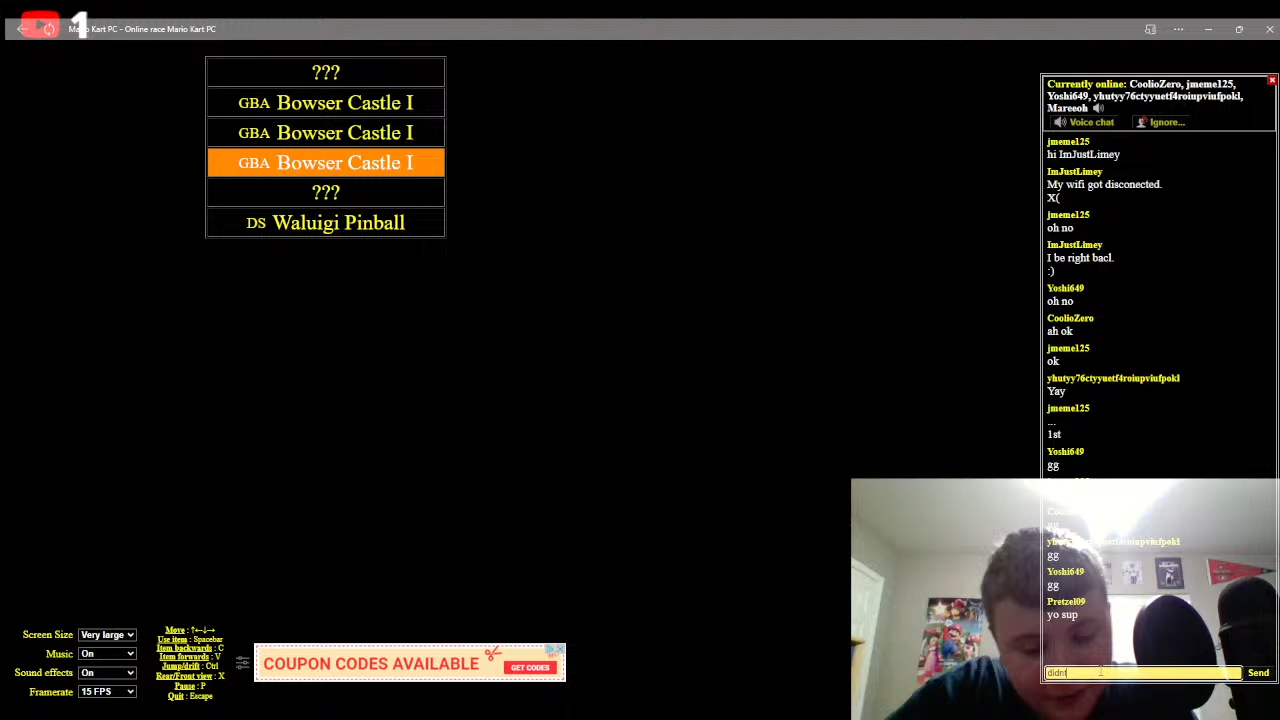 1
Mario Kart PC - Online race Mario Kart PC
???
GBA Bowser Castle I
GBA Bowser Castle I
GBA Bowser Castle I
???
DS Waluigi Pinball
Currently online: CoolioZero, jmeme125,
Yoshi649, yhutyy76ctyyuetf4roiupviufpokl,
Mareeoh
Voice chat
Ignore...
jmeme125
hi ImJustLimey
ImJustLimey
My wifi got disconected.
X(
jmeme125
oh no
ImJustLimey
I be right bacl.
:)
Yoshi649
oh no
CoolioZero
ah ok
jmeme125
ok
yhutyy76ctyyuetf4roiupviufpokl
Yay
jmeme125
...
1st
Yoshi649
gg
gg
Yoshi649
gg
Pretzel09
yo sup
didnt
Send
Screen Size Very large
Music On
Sound effects On
Framerate 15 FPS
Move : ↑←↓→
Use item : Spacebar
Item backwards : C
Item forwards : V
Jump/drift : Ctrl
Rear/Front view : X
Pause : P
Quit : Escape
COUPON CODES AVAILABLE
GET CODES